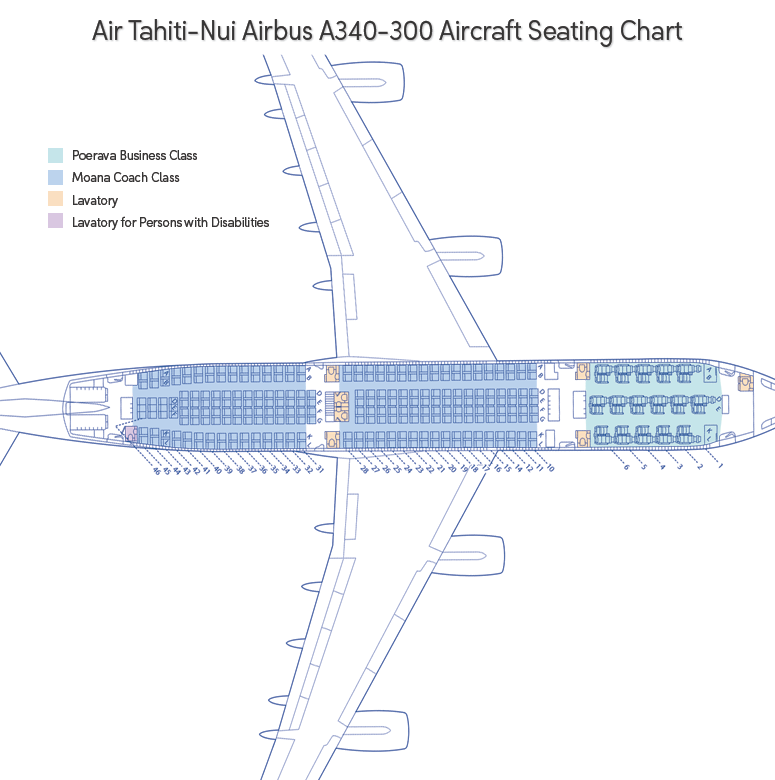 Air Tahiti-Nui Airbus A340-300 Aircraft Seating Chart
Poerava Business Class
Moana Coach Class
Lavatory
Lavatory for Persons with Disabilities
46 45 44 43 42 41 40 39 38 37 36 35 34 33 32 31 28 27 26 25 24 23 22 21 20 19 18 17 16 15 14 12 11 10 6 5 4 3 2 1